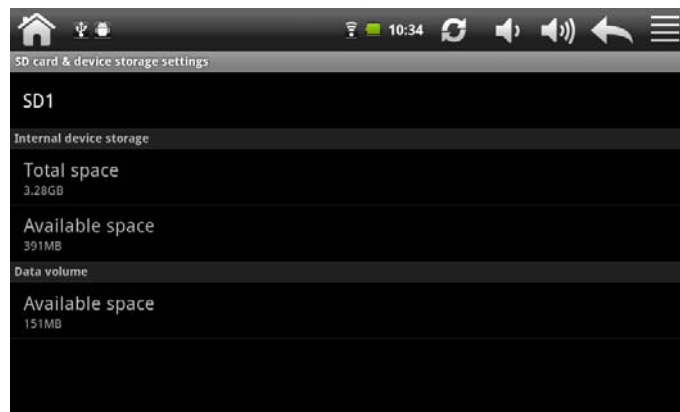 10:34
SD card & device storage settings
SD1
Internal device storage
Total space
3.28GB
Available space
391MB
Data volume
Available space
151MB